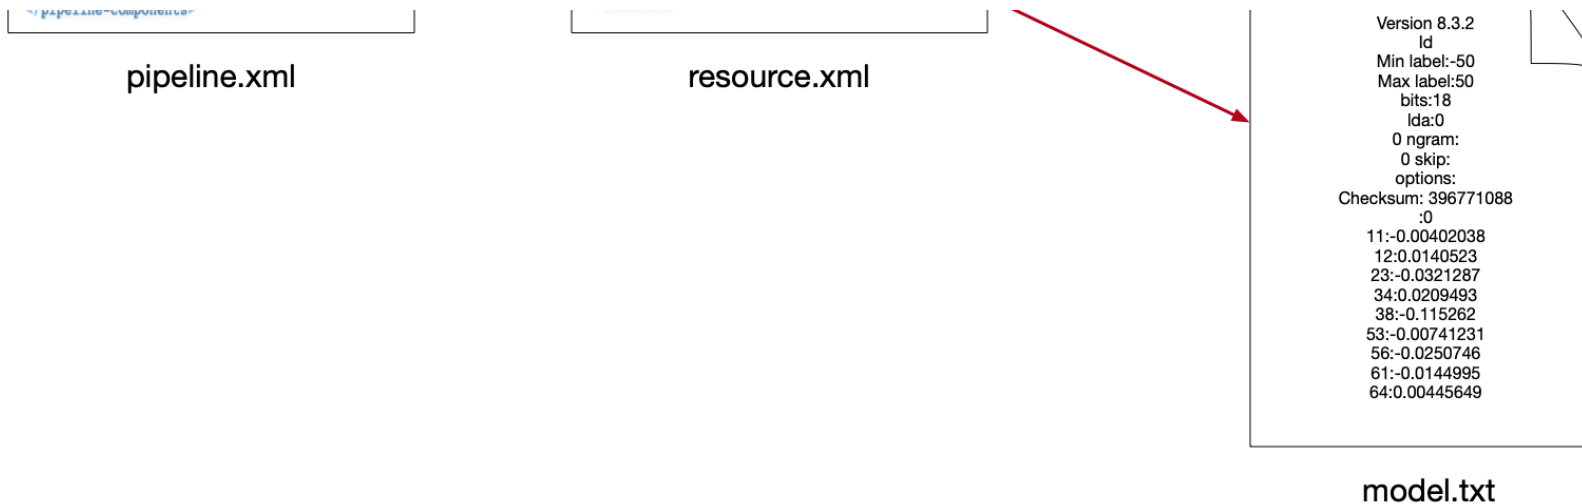 </pipeline-components>
pipeline.xml
resource.xml
Version 8.3.2
Id
Min label:-50
Max label:50
bits:18
lda:0
0 ngram:
0 skip:
options:
Checksum: 396771088
:0
11:-0.00402038
12:0.0140523
23:-0.0321287
34:0.0209493
38:-0.115262
53:-0.00741231
56:-0.0250746
61:-0.0144995
64:0.00445649
model.txt